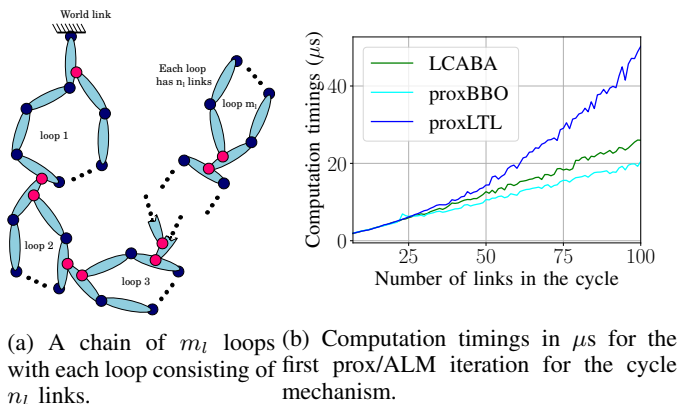 World link
Each loop
has n_l links
loop m_l
loop 1
loop 2
loop 3
Computation timings (μs)
40
20
0
LCABA
proxBBO
proxLTL
25
50
75
100
Number of links in the cycle
(a) A chain of m_l loops
with each loop consisting of
n_l links.
(b) Computation timings in μs for the
first prox/ALM iteration for the cycle
mechanism.